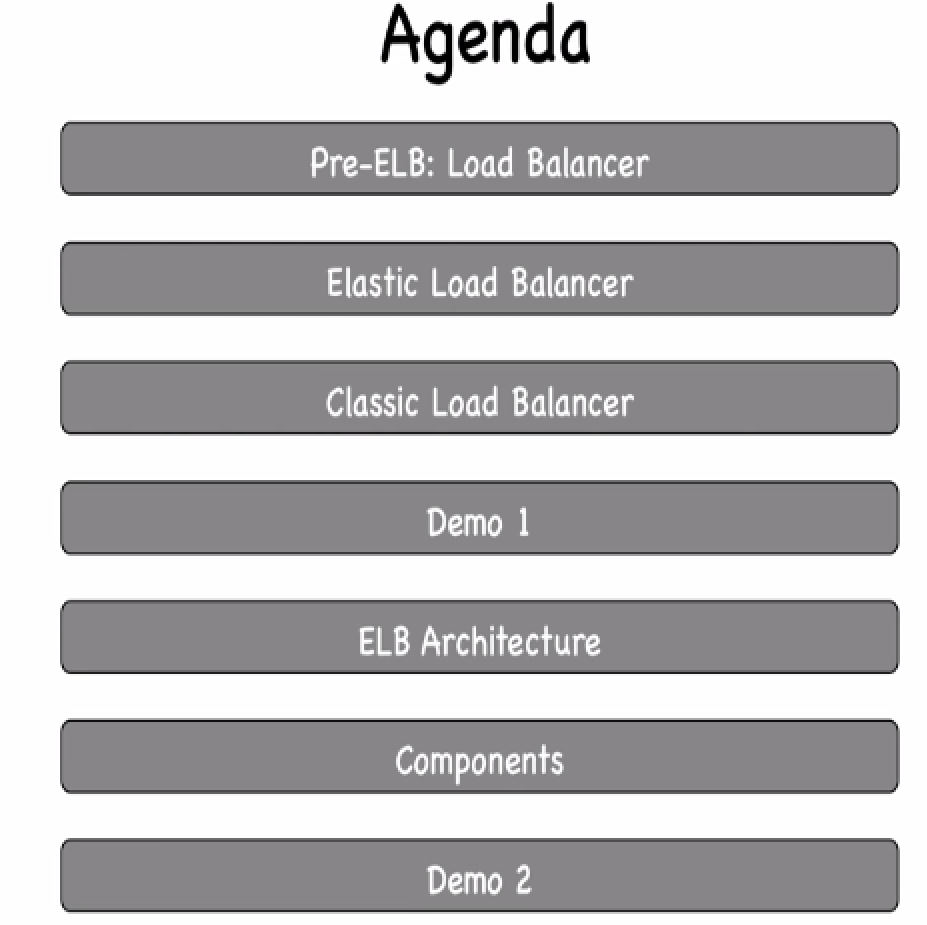 Agenda
Pre-ELB: Load Balancer
Elastic Load Balancer
Classic Load Balancer
Demo 1
ELB Architecture
Components
Demo 2